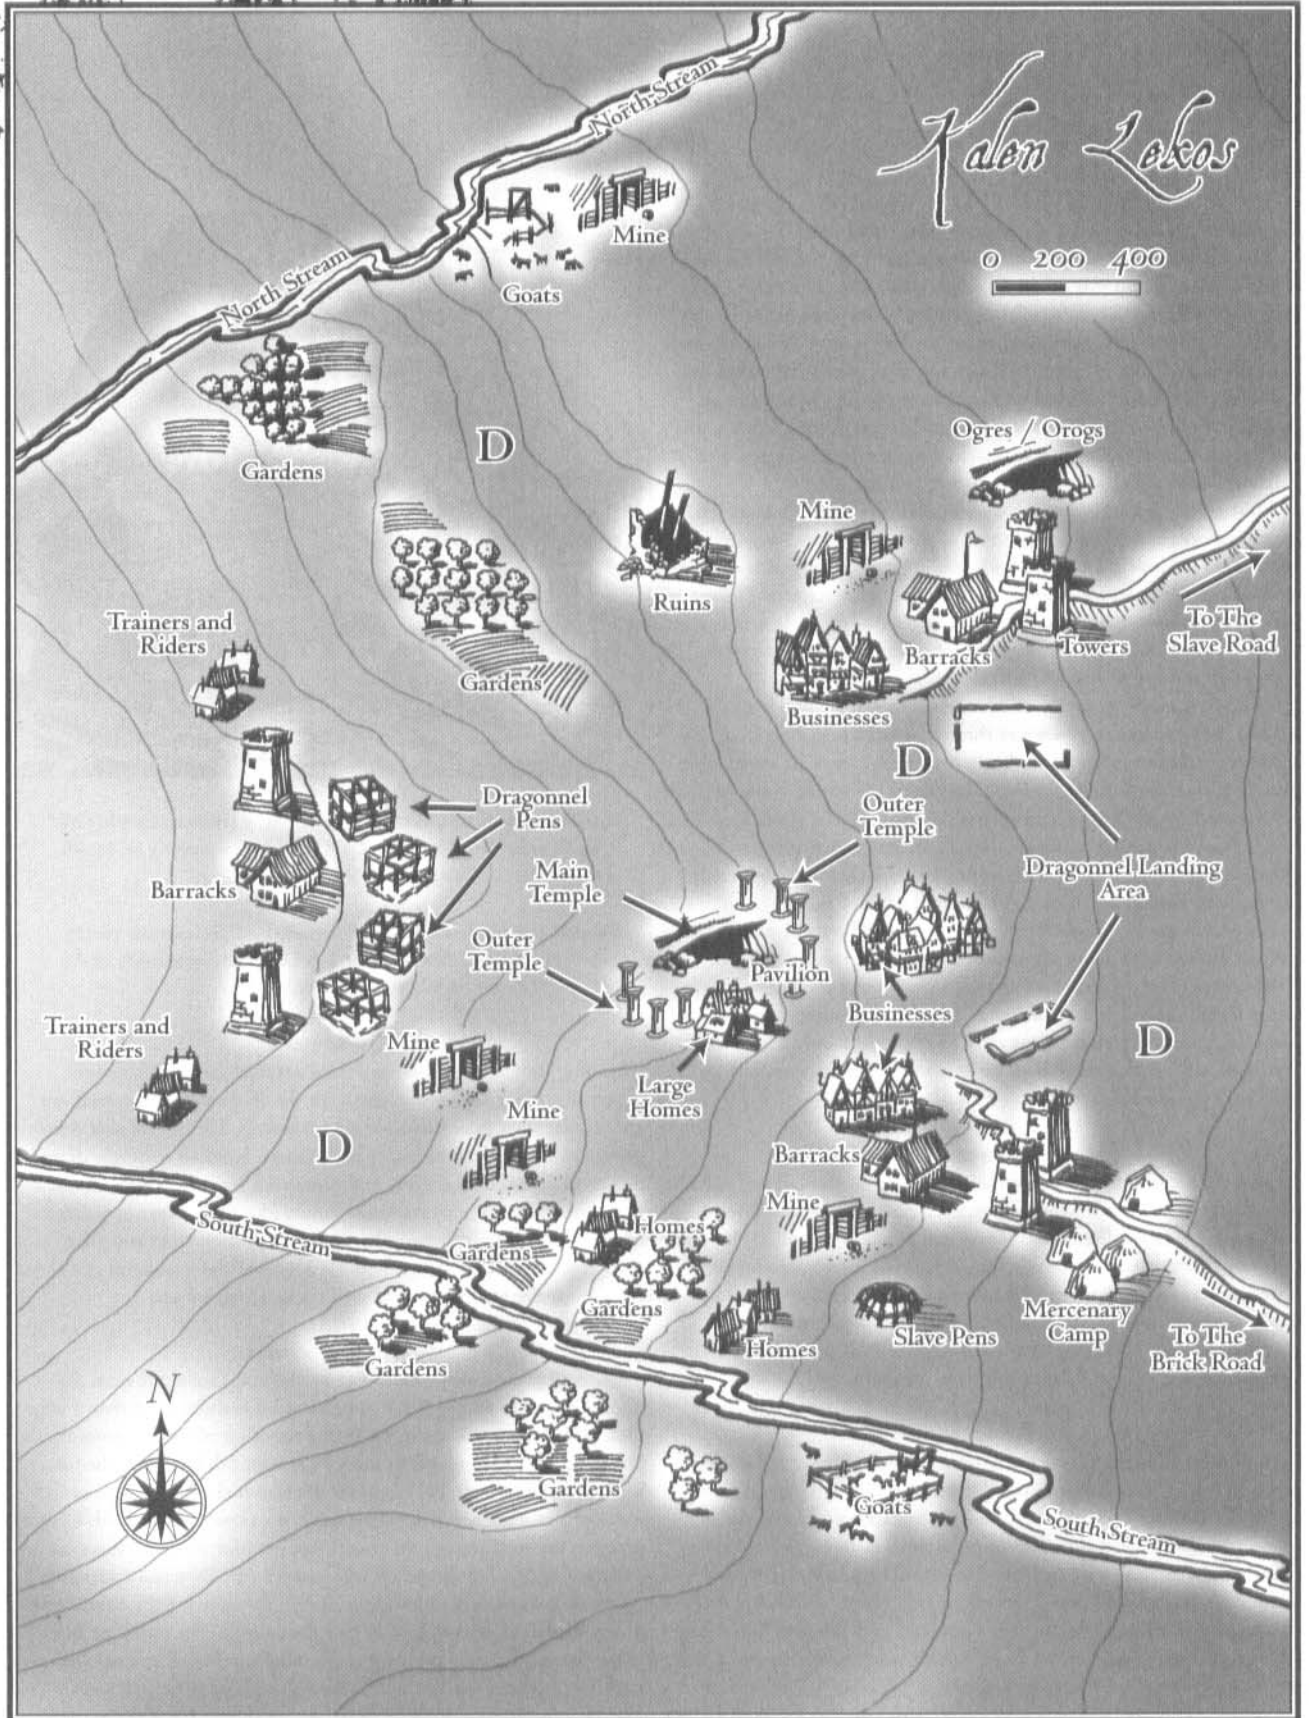 North Stream
Kalen Lekos
Mine
0 200 400
North Stream
Goats
Gardens
D
Ogres / Orogs
Mine
Ruins
To The
Slave Road
Trainers and
Riders
Barracks
Towers
Gardens
Businesses
D
Dragonnel
Pens
Outer
Temple
Main
Temple
Dragonnel Landing
Area
Barracks
Outer
Temple
Pavilion
Businesses
Trainers and
Riders
Mine
D
Large
Homes
Mine
D
Barracks
Mine
South Stream
Homes
Gardens
Gardens
Mercenary
Camp
Slave Pens
To The
Brick Road
Homes
Gardens
N
Gardens
Goats
South Stream